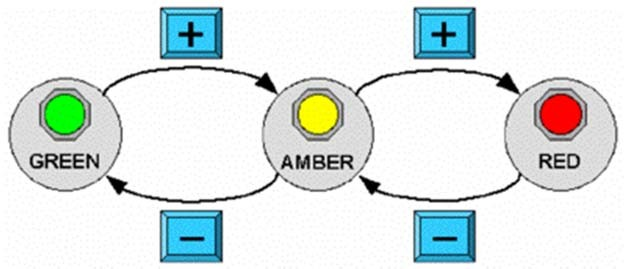 + +
GREEN AMBER RED
− −